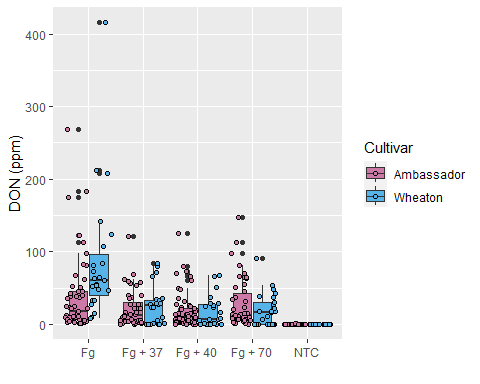 DON (ppm)
400
300
200
100
0
Fg
Fg + 37
Fg + 40
Fg + 70
NTC
Cultivar
Ambassador
Wheaton